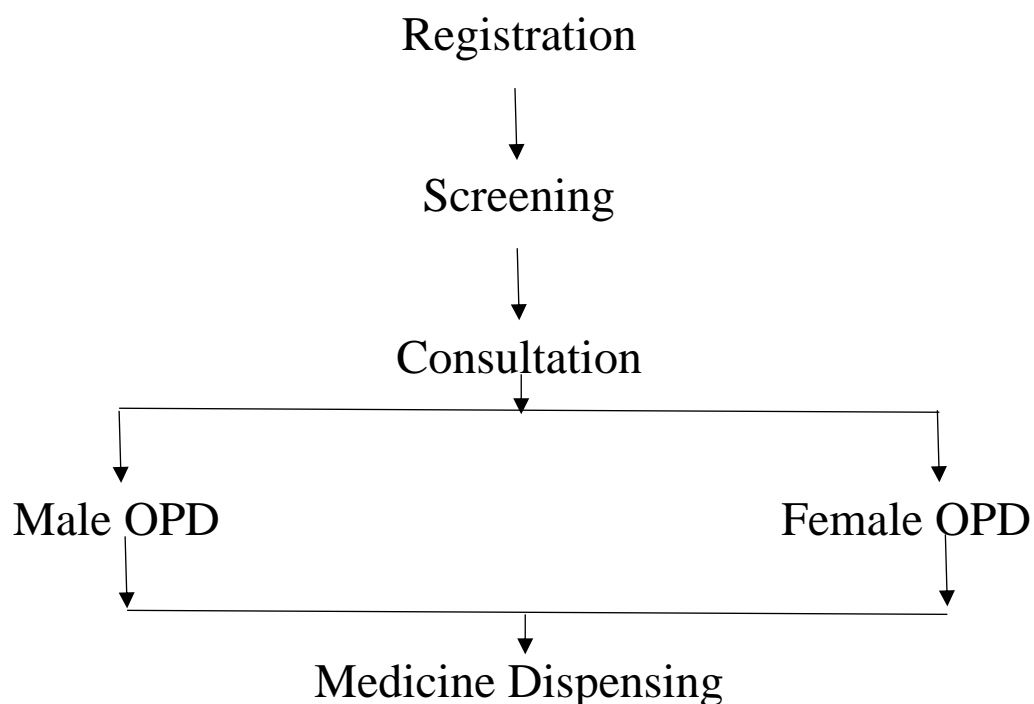 Registration
Screening
Consultation
Male OPD
Female OPD
Medicine Dispensing